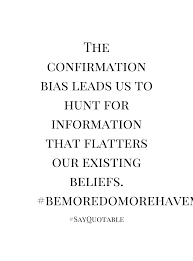 The
confirmation
bias leads us to
hunt for
information
that flatters
our existing
beliefs.
#bemoredomorehavem
#SayQuotable